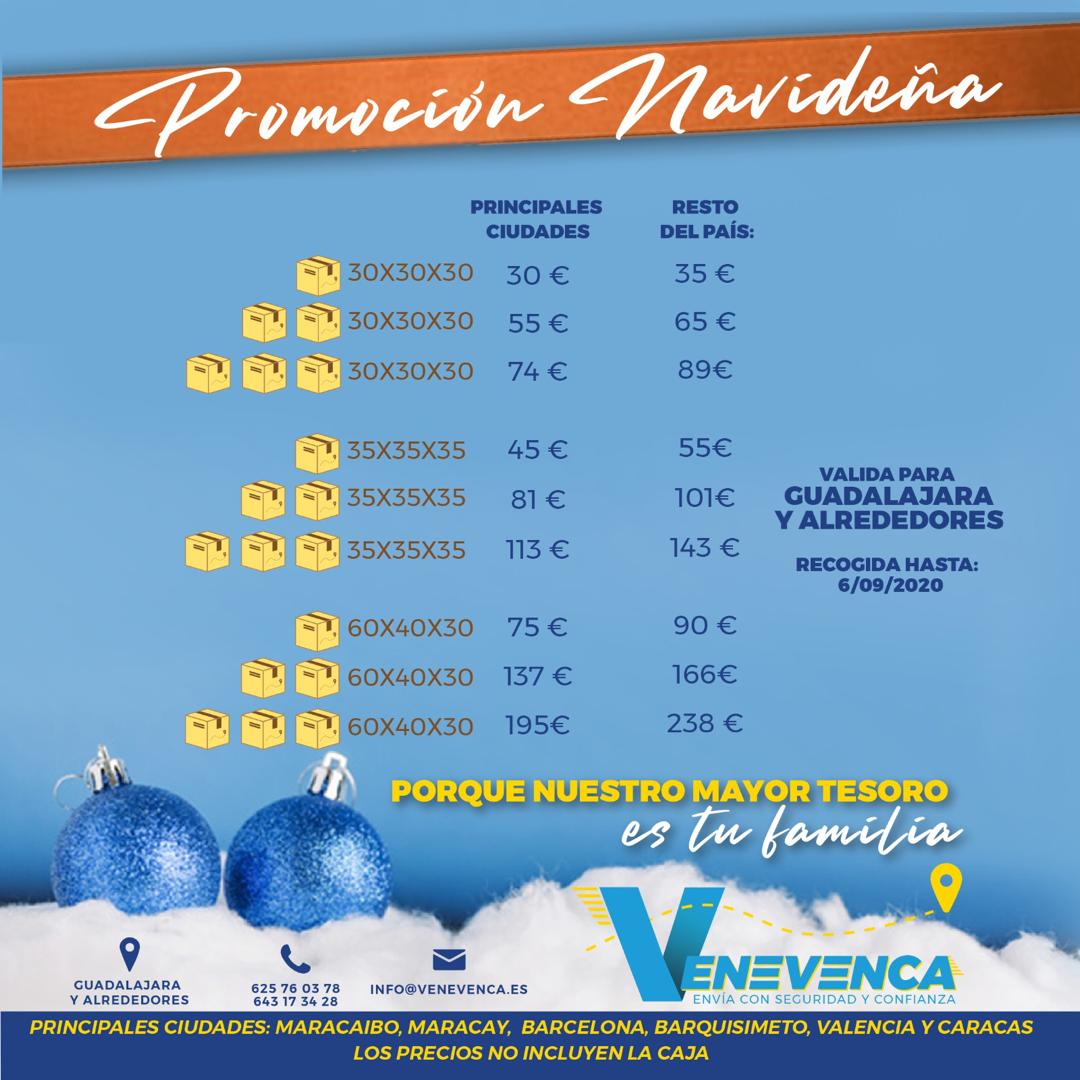 Promoción Navideña
PRINCIPALES CIUDADES
RESTO DEL PAÍS:
30X30X30 30 € 35 €
30X30X30 55 € 65 €
30X30X30 74 € 89€
35X35X35 45 € 55€
35X35X35 81 € 101€
35X35X35 113 € 143 €
60X40X30 75 € 90 €
60X40X30 137 € 166€
60X40X30 195€ 238 €
VALIDA PARA
GUADALAJARA
Y ALREDEDORES
RECOGIDA HASTA:
6/09/2020
PORQUE NUESTRO MAYOR TESORO
es tu familia
VENEVENCA
ENVÍA CON SEGURIDAD Y CONFIANZA
GUADALAJARA
Y ALREDEDORES
625 76 03 78
643 17 34 28
INFO@VENEVENCA.ES
PRINCIPALES CIUDADES: MARACAIBO, MARACAY, BARCELONA, BARQUISIMETO, VALENCIA Y CARACAS
LOS PRECIOS NO INCLUYEN LA CAJA